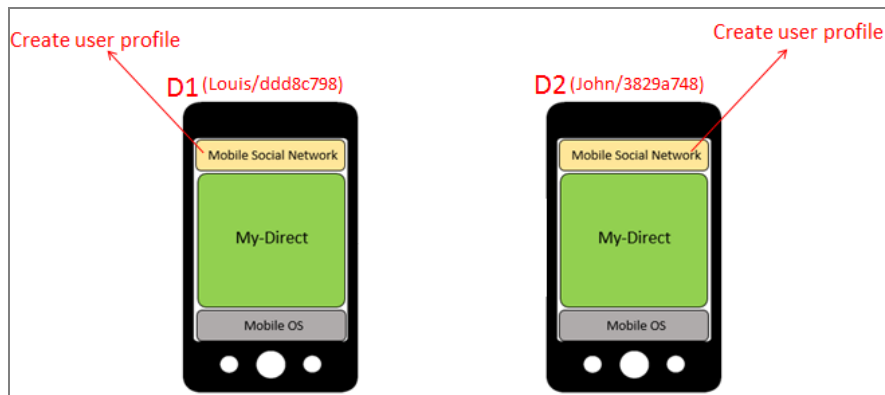 Create user profile
Create user profile
D1 (Louis/ddd8c798)
D2 (John/3829a748)
Mobile Social Network
Mobile Social Network
My-Direct
My-Direct
Mobile OS
Mobile OS